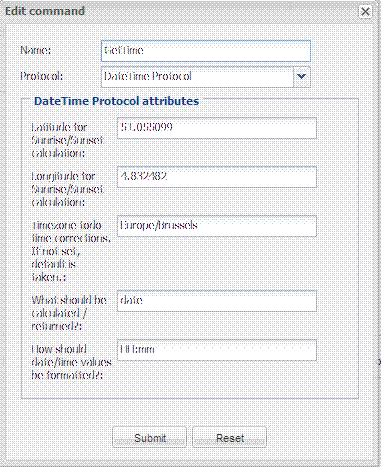 Edit command
Name: GetTime
Protocol: DateTime Protocol
DateTime Protocol attributes
Latitude for 51.055099
Sunrise/Sunset
calculation:
Longitude for 4.832482
Sunrise/Sunset
calculation:
Timezone todo Europe/Brussels
time corrections.
If not set,
default is
taken.:
What should be date
calculated /
returned?:
How should HH:mm
date/time values
be formatted?:
Submit Reset